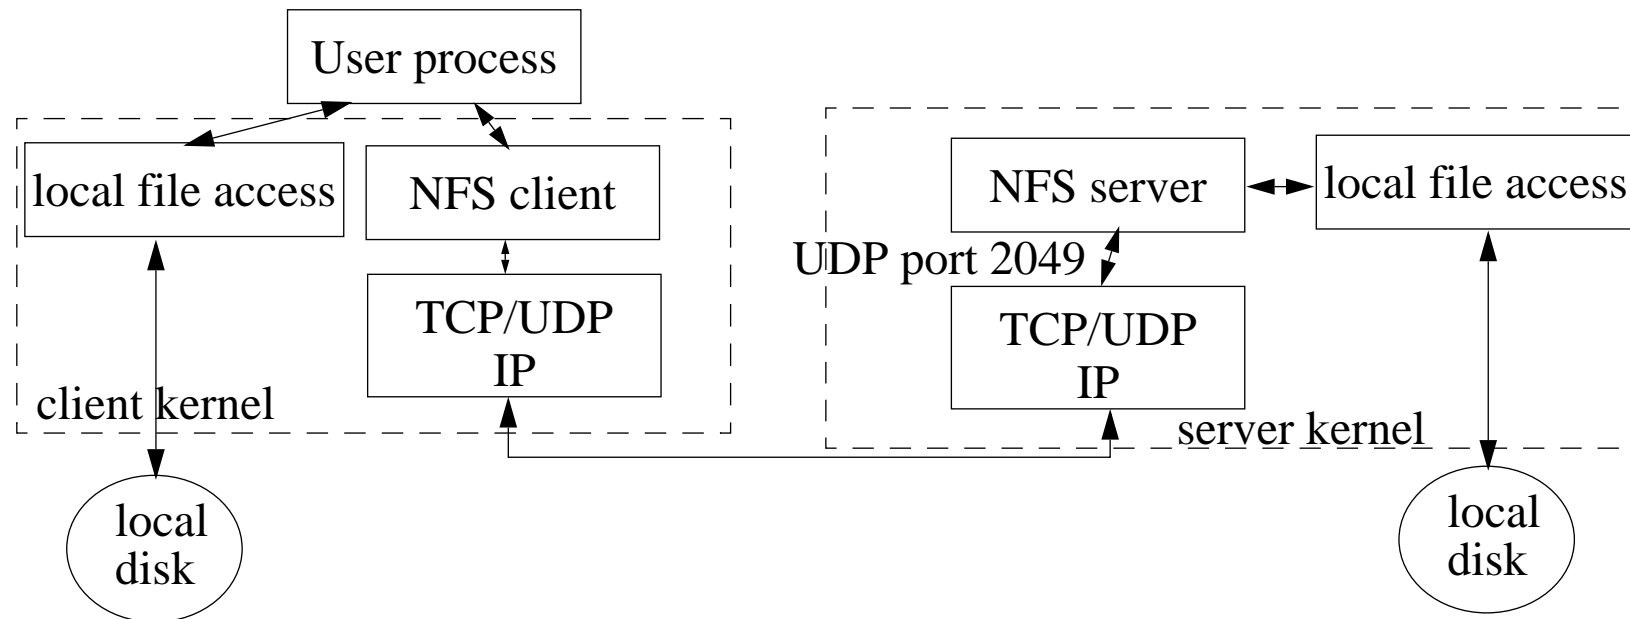 User process
local file access
NFS client
TCP/UDP
IP
client kernel
local
disk
NFS server
local file access
UDP port 2049
TCP/UDP
IP
server kernel
local
disk